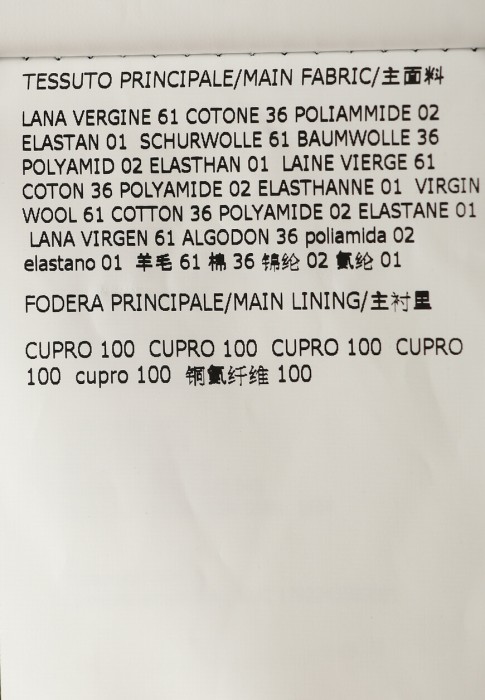 TESSUTO PRINCIPALE/MAIN FABRIC/主面料
LANA VERGINE 61 COTONE 36 POLIAMMIDE 02
ELASTAN 01 SCHURWOLLE 61 BAUMWOLLE 36
POLYAMID 02 ELASTHAN 01 LAINE VIERGE 61
COTON 36 POLYAMIDE 02 ELASTHANNE 01 VIRGIN
WOOL 61 COTTON 36 POLYAMIDE 02 ELASTANE 01
LANA VIRGEN 61 ALGODON 36 poliamida 02
elastano 01 羊毛 61 棉 36 锦纶 02 氨纶 01
FODERA PRINCIPALE/MAIN LINING/主衬里
CUPRO 100 CUPRO 100 CUPRO 100 CUPRO
100 cupro 100 铜氨纤维 100